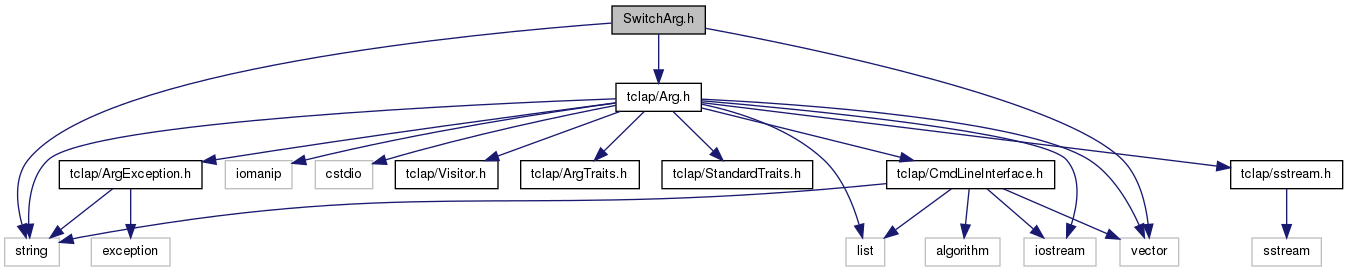 SwitchArg.h
tclap/Arg.h
tclap/ArgException.h
iomanip
cstdio
tclap/Visitor.h
tclap/ArgTraits.h
tclap/StandardTraits.h
tclap/CmdLineInterface.h
tclap/sstream.h
string
exception
list
algorithm
iostream
vector
sstream